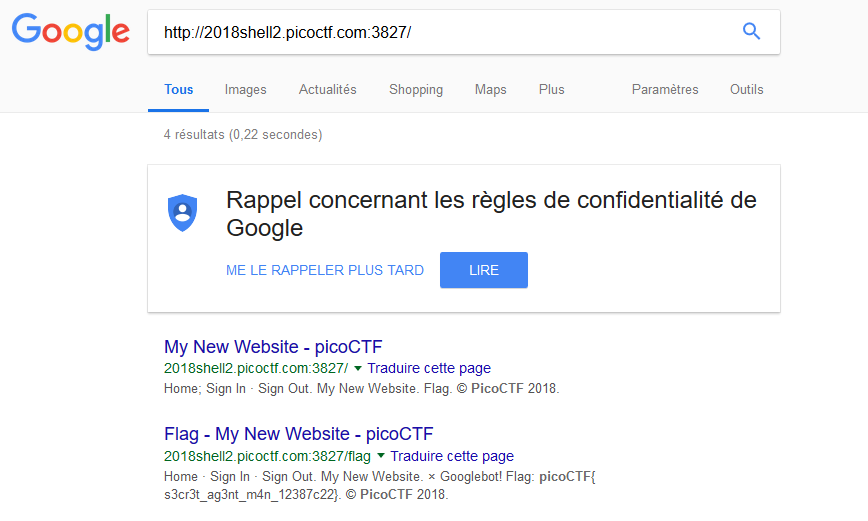 Google
http://2018shell2.picoctf.com:3827/
Tous Images Actualités Shopping Maps Plus Paramètres Outils
4 résultats (0,22 secondes)
Rappel concernant les règles de confidentialité de
Google
ME LE RAPPELER PLUS TARD LIRE
My New Website - picoCTF
2018shell2.picoctf.com:3827/ ▼ Traduire cette page
Home; Sign In · Sign Out. My New Website. Flag. © PicoCTF 2018.
Flag - My New Website - picoCTF
2018shell2.picoctf.com:3827/flag ▼ Traduire cette page
Home · Sign In · Sign Out. My New Website. × Googlebot! Flag: picoCTF{
s3cr3t_ag3nt_m4n_12387c22}. © PicoCTF 2018.